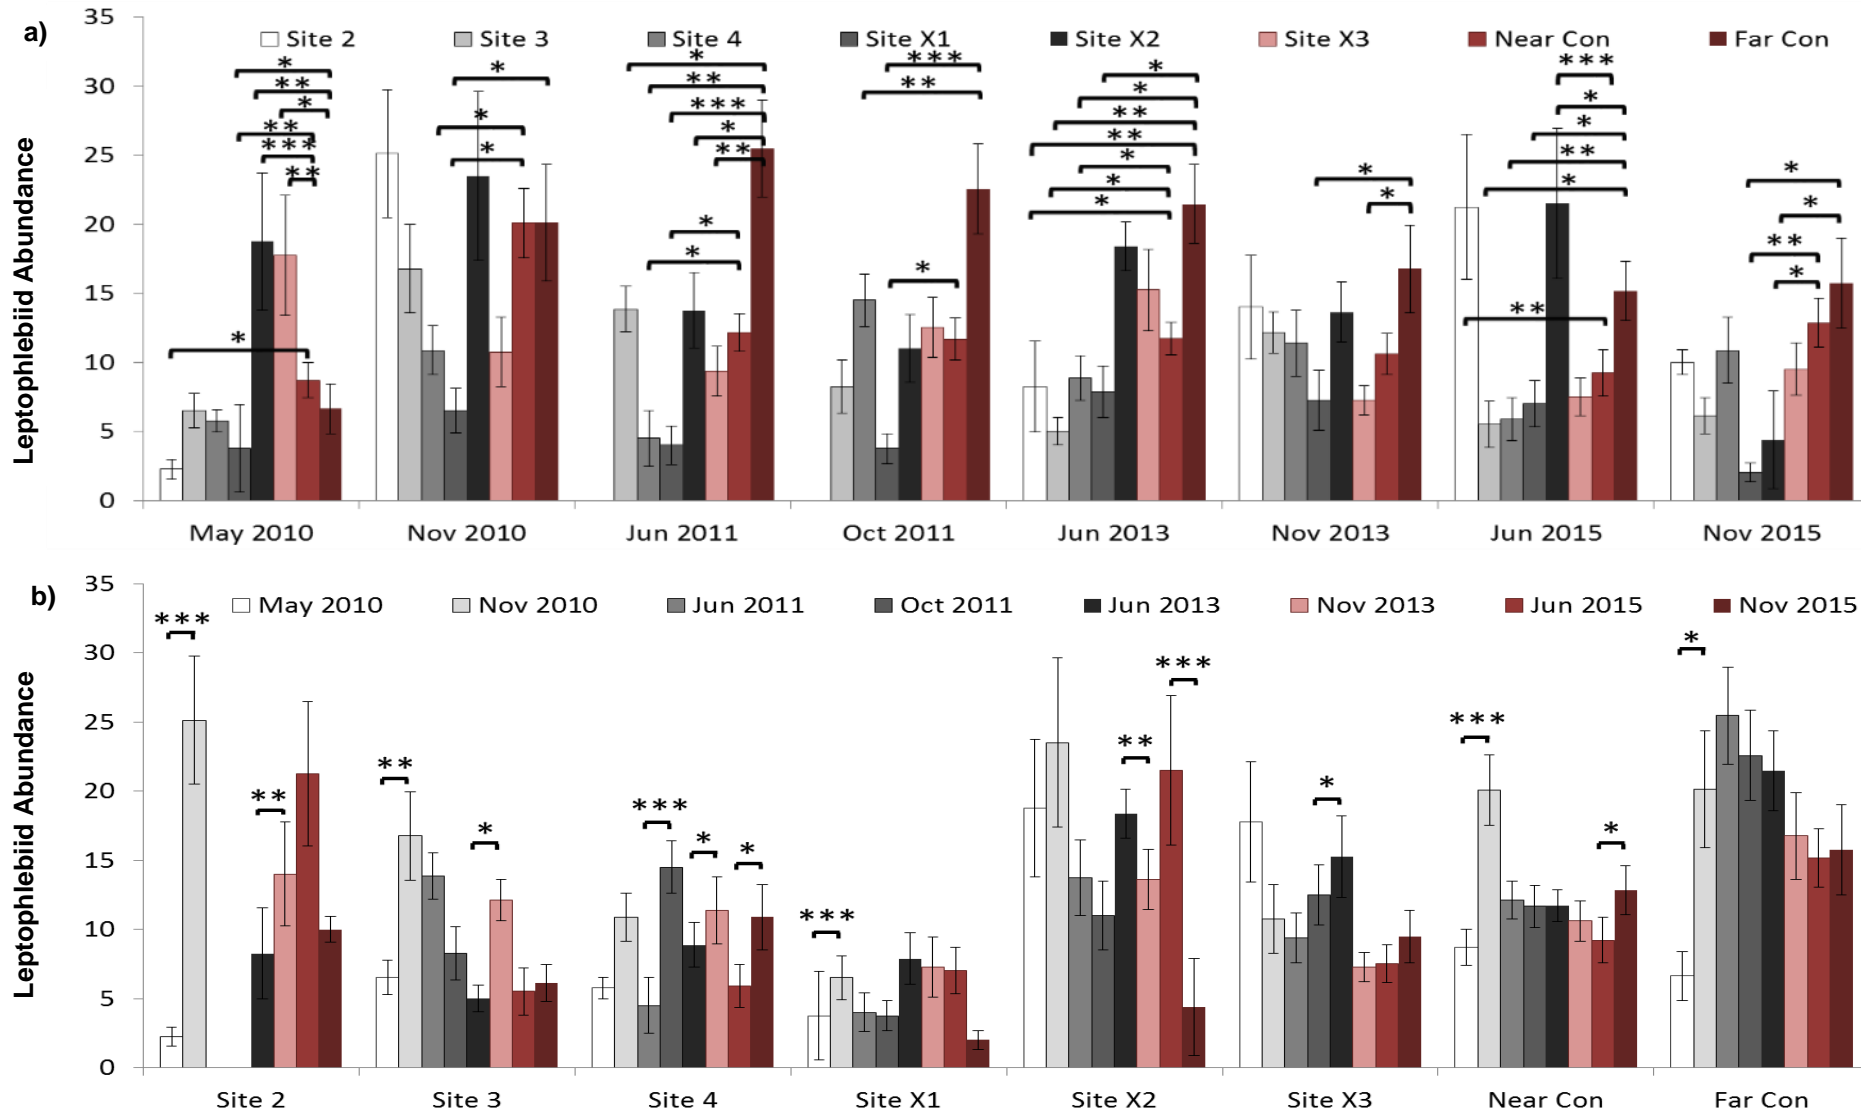 a)
35
Site 2 Site 3 Site 4 Site X1 Site X2 Site X3 Near Con Far Con
* * * *** * ***
** ** ** * *
30
* *** ** *
** * * ** ** *
*** * ** * * ** *
25
** * * * * *
20
* * *
15
* * ** *
10
*
5
0
Leptophlebiid Abundance
May 2010 Nov 2010 Jun 2011 Oct 2011 Jun 2013 Nov 2013 Jun 2015 Nov 2015
b)
35
May 2010 Nov 2010 Jun 2011 Oct 2011 Jun 2013 Nov 2013 Jun 2015 Nov 2015
*** *
30
***
25
** ***
20
** ** *** * *
15
* * * ***
10
5
0
Leptophlebiid Abundance
Site 2 Site 3 Site 4 Site X1 Site X2 Site X3 Near Con Far Con